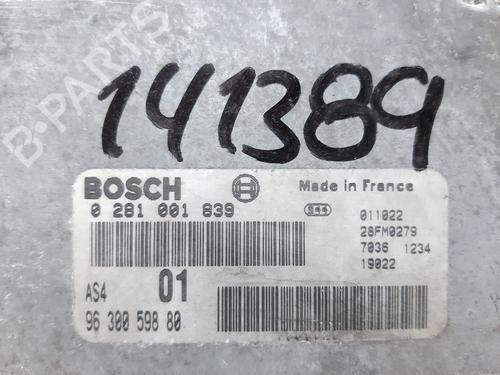 B-PARTS
141389
BOSCH
Made in France
0 281 001 839
944
011022
28FM0279
7036 1234
19022
AS4 01
96 300 598 80